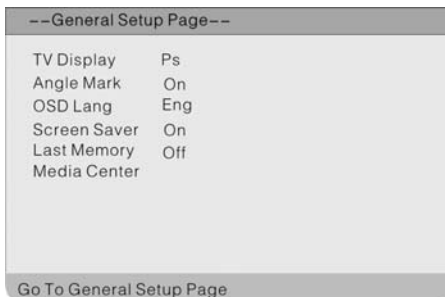 --General Setup Page--
TV Display Ps
Angle Mark On
OSD Lang Eng
Screen Saver On
Last Memory Off
Media Center
Go To General Setup Page